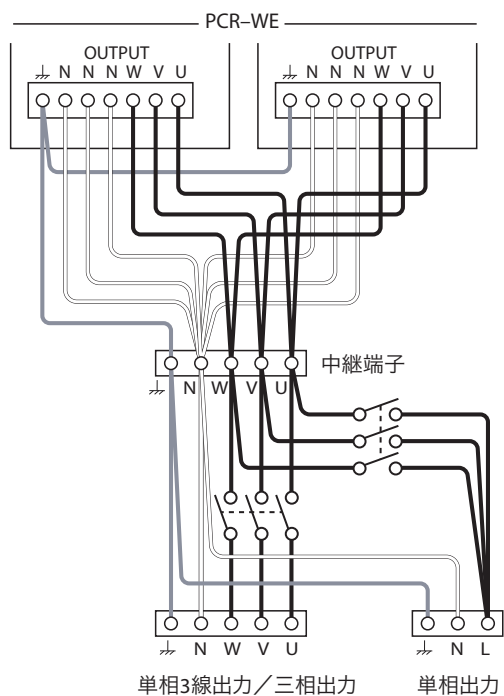 PCR–WE
OUTPUT
N N N W V U
OUTPUT
N N N W V U
中継端子
N W V U
N W V U
N L
単相3線出力／三相出力
単相出力